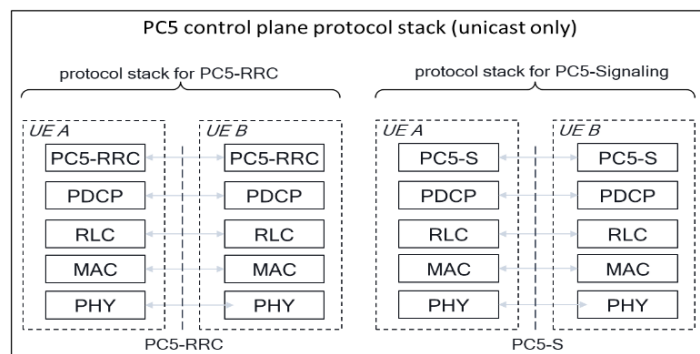 PC5 control plane protocol stack (unicast only)
protocol stack for PC5-RRC
protocol stack for PC5-Signaling
UE A
UE B
UE A
UE B
PC5-RRC
PC5-RRC
PC5-S
PC5-S
PDCP
PDCP
PDCP
PDCP
RLC
RLC
RLC
RLC
MAC
MAC
MAC
MAC
PHY
PHY
PHY
PHY
PC5-RRC
PC5-S